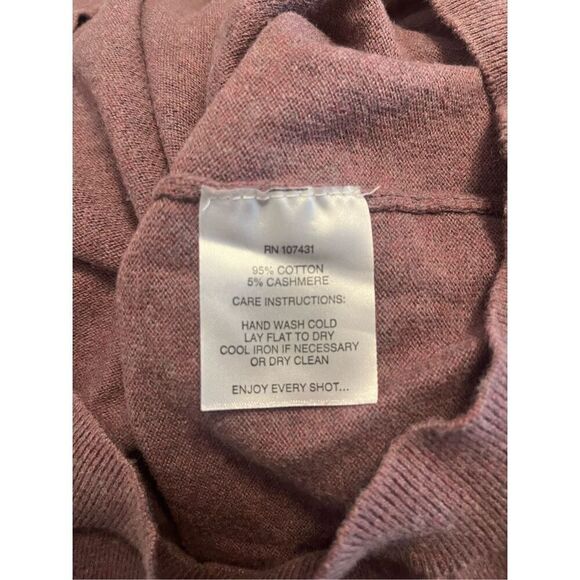 RN 107431
95% COTTON
5% CASHMERE
CARE INSTRUCTIONS:
HAND WASH COLD
LAY FLAT TO DRY
COOL IRON IF NECESSARY
OR DRY CLEAN
ENJOY EVERY SHOT...